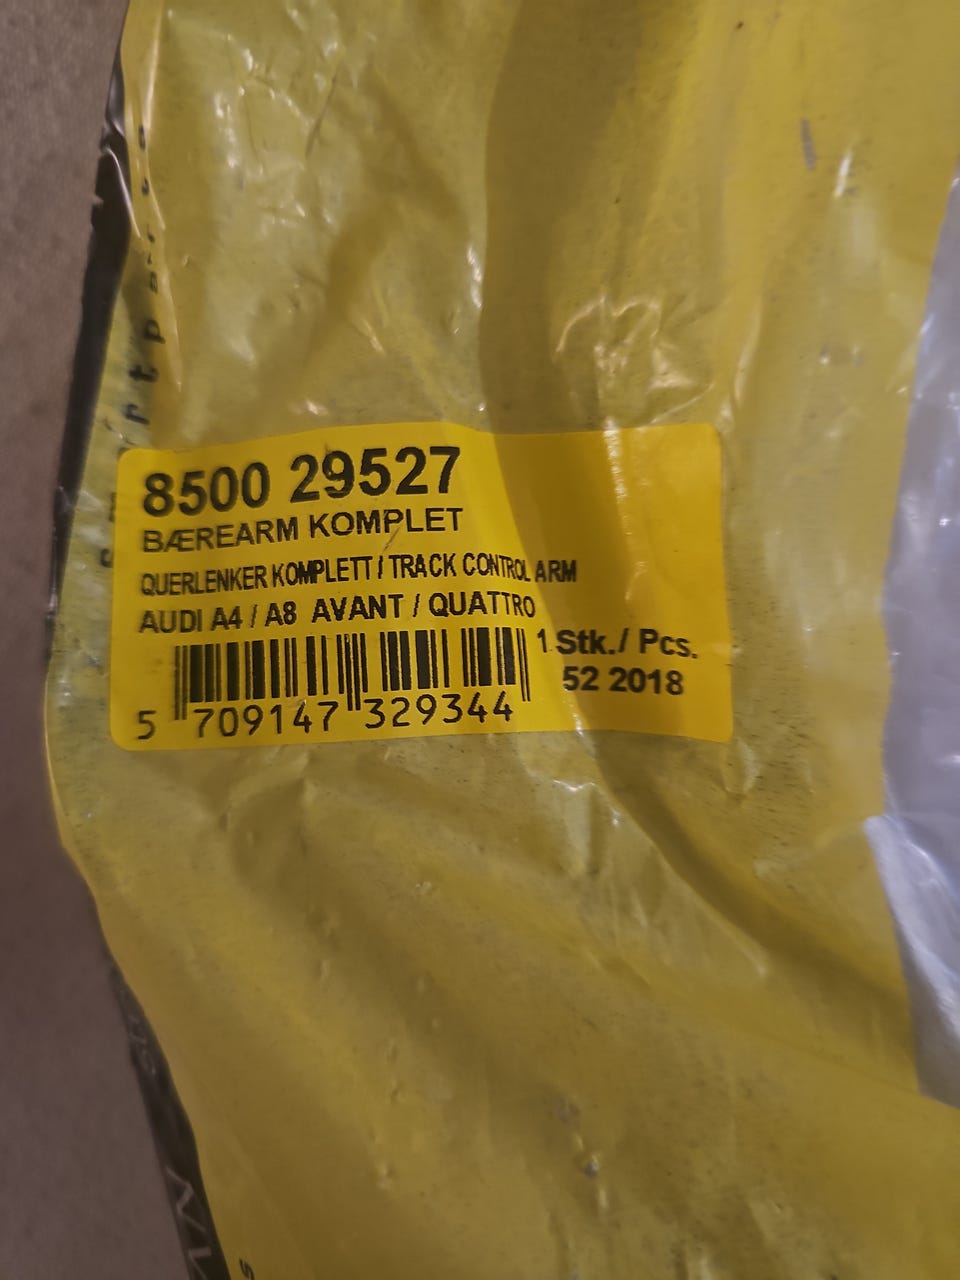 8500 29527
BÆREARM KOMPLET
QUERLENKER KOMPLETT / TRACK CONTROL ARM
AUDI A4 / A8 AVANT / QUATTRO
1 Stk./ Pcs.
52 2018
5 709147 329344